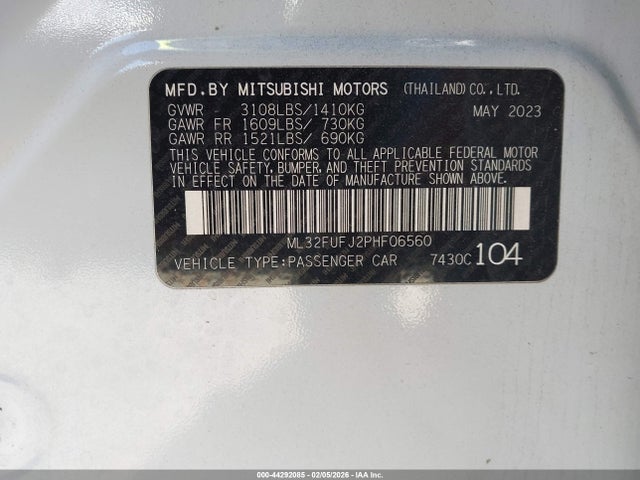 MFD.BY MITSUBISHI MOTORS (THAILAND)CO.,LTD.
GVWR - 3108LBS/1410KG MAY 2023
GAWR FR 1609LBS/ 730KG
GAWR RR 1521LBS/ 690KG
THIS VEHICLE CONFORMS TO ALL APPLICABLE FEDERAL MOTOR
VEHICLE SAFETY, BUMPER, AND THEFT PREVENTION STANDARDS
IN EFFECT ON THE DATE OF MANUFACTURE SHOWN ABOVE.
ML32FUFJ2PHF06560
VEHICLE TYPE:PASSENGER CAR 7430C 104
000-44292085 - 02/05/2026 - COPYRIGHT © IAA, LLC